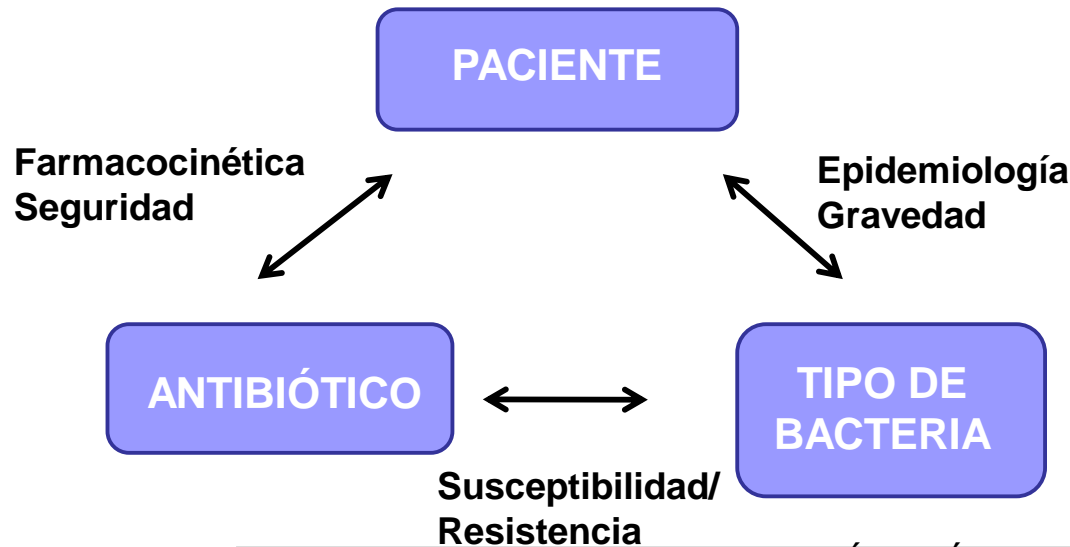 PACIENTE
Farmacocinética
Seguridad
Epidemiología
Gravedad
ANTIBIÓTICO
TIPO DE
BACTERIA
Susceptibilidad/
Resistencia